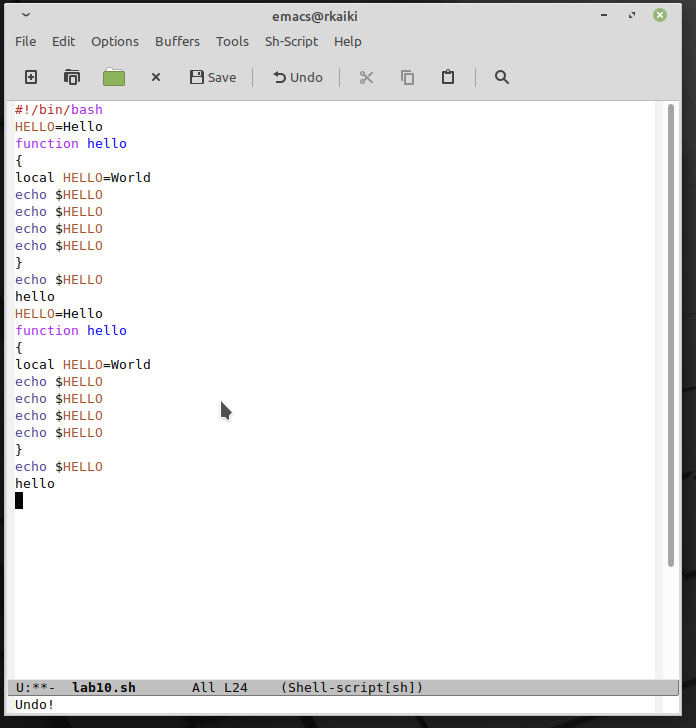 emacs@rkaiki
File Edit Options Buffers Tools Sh-Script Help
Save Undo
#!/bin/bash
HELLO=Hello
function hello
{
local HELLO=World
echo $HELLO
echo $HELLO
echo $HELLO
echo $HELLO
}
echo $HELLO
hello
HELLO=Hello
function hello
{
local HELLO=World
echo $HELLO
echo $HELLO
echo $HELLO
echo $HELLO
}
echo $HELLO
hello
U:**-  lab10.sh       All L24    (Shell-script[sh])
Undo!